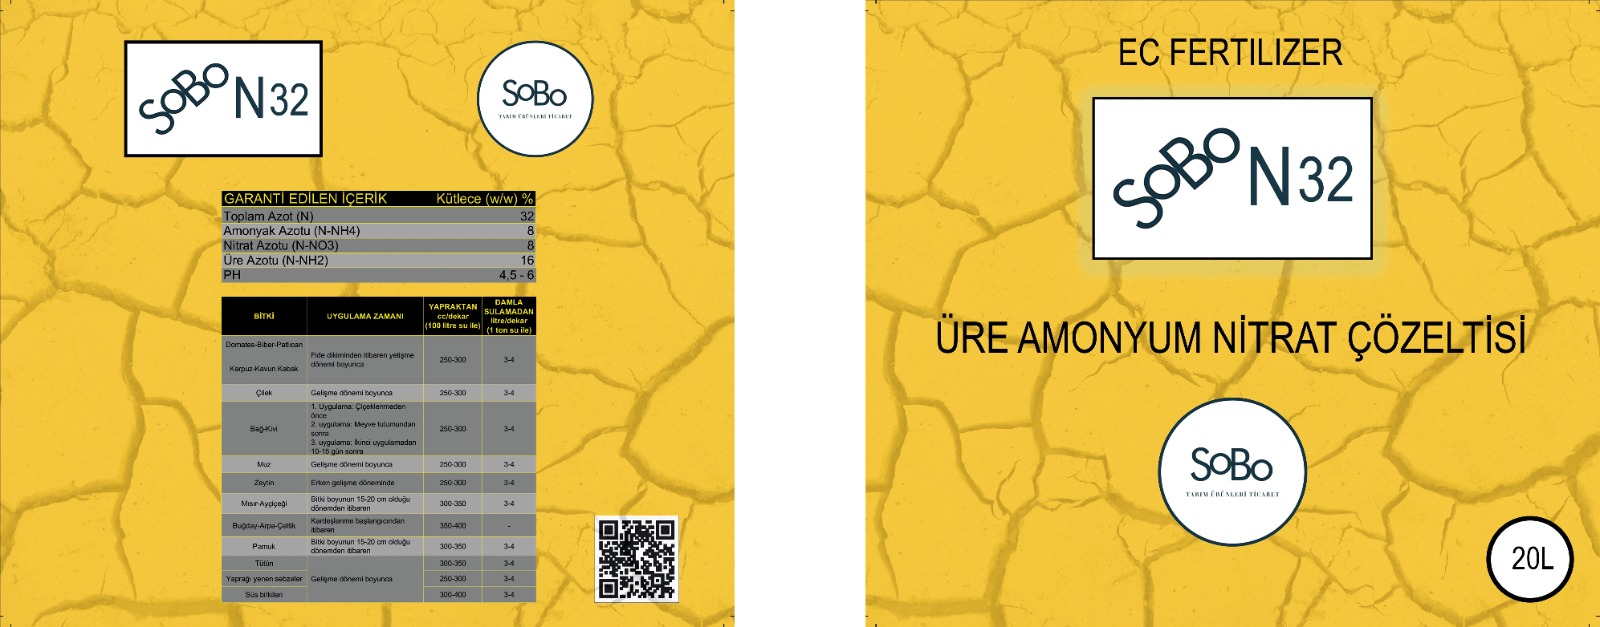 SoBo N 32
SoBo
TARIM ÜRÜNLERİ TİCARET
GARANTİ EDİLEN İÇERİK Kütlece (w/w) %
Toplam Azot (N) 32
Amonyak Azotu (N-NH4) 8
Nitrat Azotu (N-NO3) 8
Üre Azotu (N-NH2) 16
PH 4,5 - 6
BİTKİ UYGULAMA ZAMANI YAPRAKTAN cc/dekar (100 litre su ile) DAMLA SULAMADAN litre/dekar (1 ton su ile)
Domates-Biber-Patlıcan
Karpuz-Kavun Kabak
Fide dikiminden itibaren yetişme
dönemi boyunca
250-300 3-4
Çilek Gelişme dönemi boyunca 250-300 3-4
Bağ-Kivi
1. Uygulama: Çiçeklenmeden
önce
2. uygulama: Meyve tutumundan
sonra
3. uygulama: İkinci uygulamadan
10-15 gün sonra
250-300 3-4
Muz Gelişme dönemi boyunca 250-300 3-4
Zeytin Erken gelişme döneminde 250-300 3-4
Mısır-Ayçiçeği
Bitki boyunun 15-20 cm olduğu
dönemden itibaren
300-350 3-4
Buğday-Arpa-Çeltik
Kardeşlenme başlangıcından
itibaren
350-400 -
Pamuk
Bitki boyunun 15-20 cm olduğu
dönemden itibaren
300-350 3-4
Tütün 300-350 3-4
Yaprağı yenen sebzeler Gelişme dönemi boyunca 250-300 3-4
Süs bitkileri 300-400 3-4
EC FERTILIZER
SoBo N 32
ÜRE AMONYUM NİTRAT ÇÖZELTİSİ
SoBo
TARIM ÜRÜNLERİ TİCARET
20L